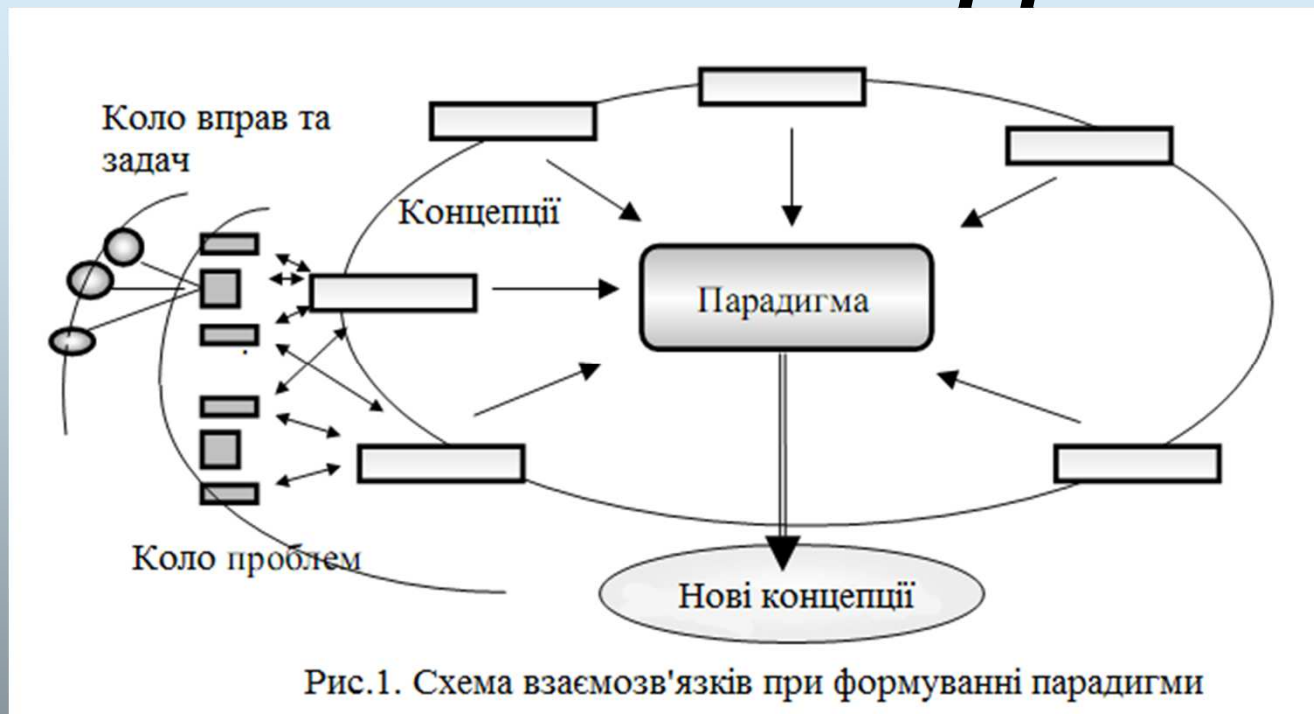 Коло вправ та
задач
Концепції
Парадигма
Коло проблем
Нові концепції
Рис.1. Схема взаємозв'язків при формуванні парадигми